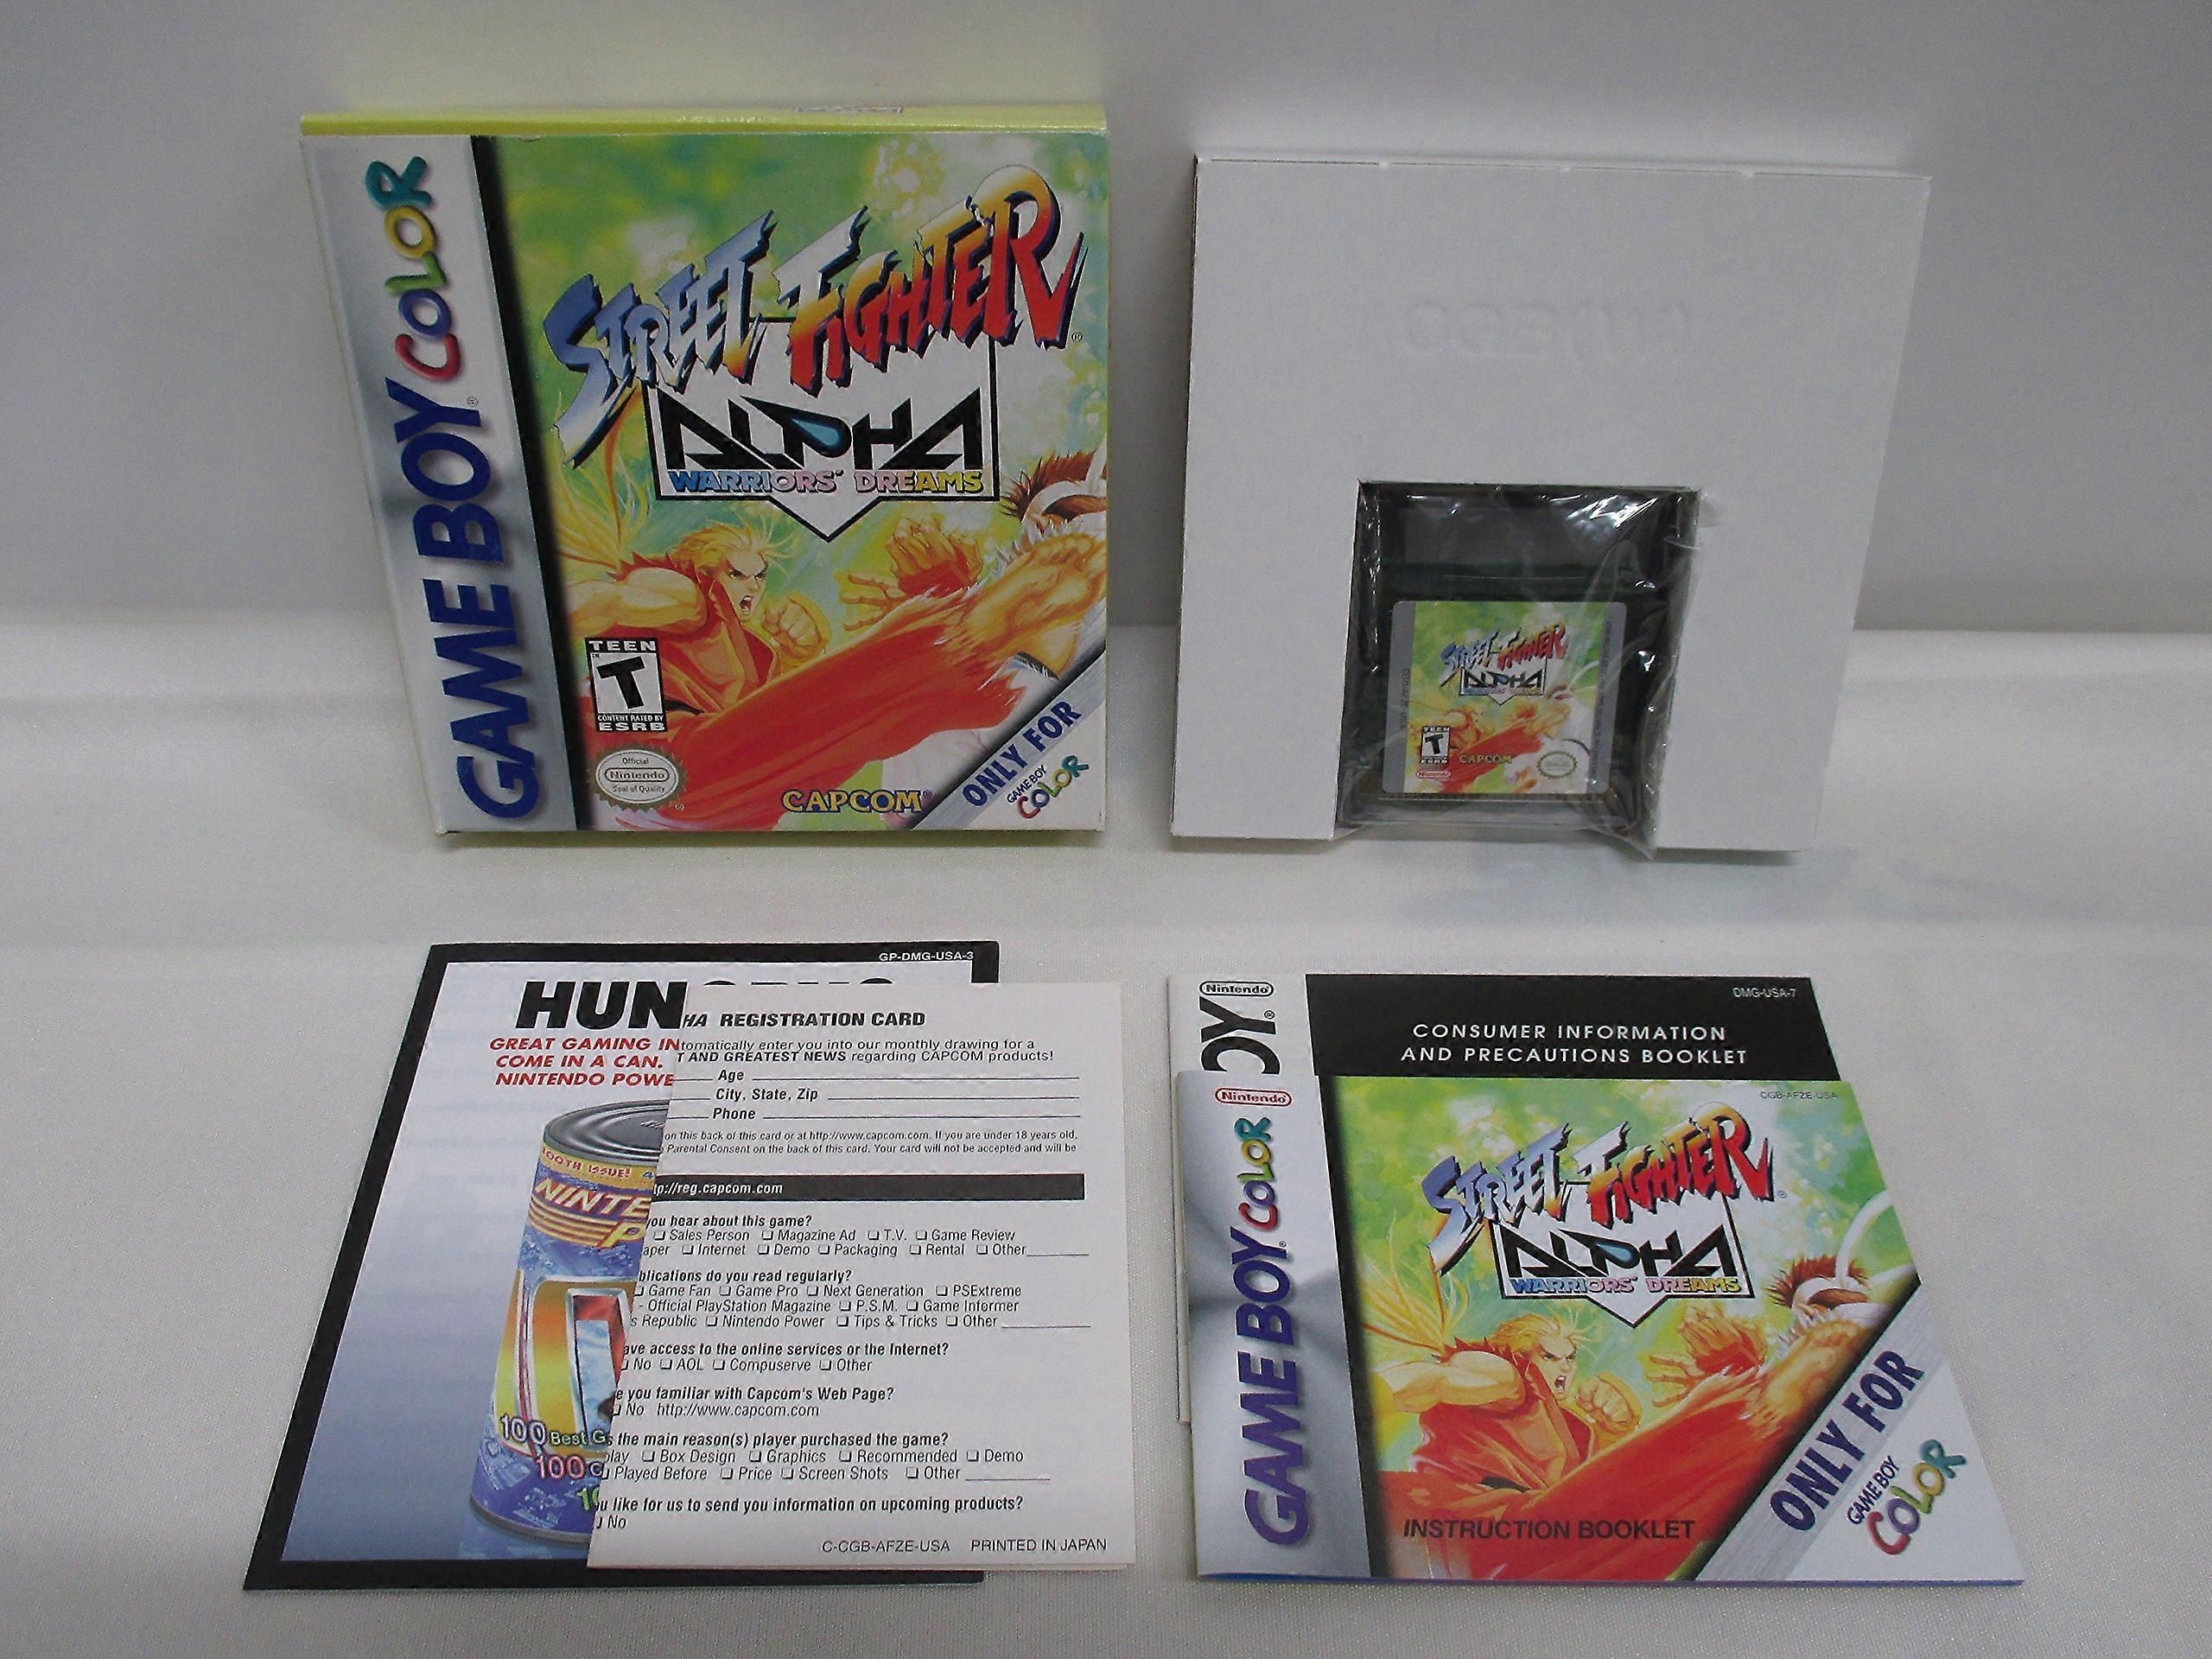 GAME BOY COLOR
STREET FIGHTER
ALPHA
WARRIORS' DREAMS
TEEN
T
CONTENT RATED BY
ESRB
Official
Nintendo
Seal of Quality
CAPCOM
ONLY FOR
GAME BOY
COLOR
STREET FIGHTER
ALPHA
WARRIORS' DREAMS
TEEN
T
ESRB
Nintendo
CAPCOM
GP-DMG-USA-3
HUN
GREAT GAMING IN
COME IN A CAN.
NINTENDO POWE
100TH ISSUE!
NINTE
P
100 Best G
100
HA REGISTRATION CARD
tomatically enter you into our monthly drawing for a
T AND GREATEST NEWS regarding CAPCOM products!
Age
City, State, Zip
Phone
on this back of this card or at http://www.capcom.com. If you are under 18 years old,
Parental Consent on the back of this card. Your card will not be accepted and will be
tp://reg.capcom.com
you hear about this game?
❏ Sales Person ❏ Magazine Ad ❏ T.V. ❏ Game Review
aper ❏ Internet ❏ Demo ❏ Packaging ❏ Rental ❏ Other
blications do you read regularly?
❏ Game Fan ❏ Game Pro ❏ Next Generation ❏ PSExtreme
- Official PlayStation Magazine ❏ P.S.M. ❏ Game Informer
s Republic ❏ Nintendo Power ❏ Tips & Tricks ❏ Other
ave access to the online services or the Internet?
❏ No ❏ AOL ❏ Compuserve ❏ Other
e you familiar with Capcom's Web Page?
❏ No http://www.capcom.com
s the main reason(s) player purchased the game?
play ❏ Box Design ❏ Graphics ❏ Recommended ❏ Demo
❏ Played Before ❏ Price ❏ Screen Shots ❏ Other
u like for us to send you information on upcoming products?
❏ No
C-CGB-AFZE-USA PRINTED IN JAPAN
Nintendo
OY
DMG-USA-7
CONSUMER INFORMATION
AND PRECAUTIONS BOOKLET
Nintendo
CGB-AFZE-USA
GAME BOY COLOR
STREET FIGHTER
ALPHA
WARRIORS' DREAMS
INSTRUCTION BOOKLET
ONLY FOR
GAME BOY
COLOR